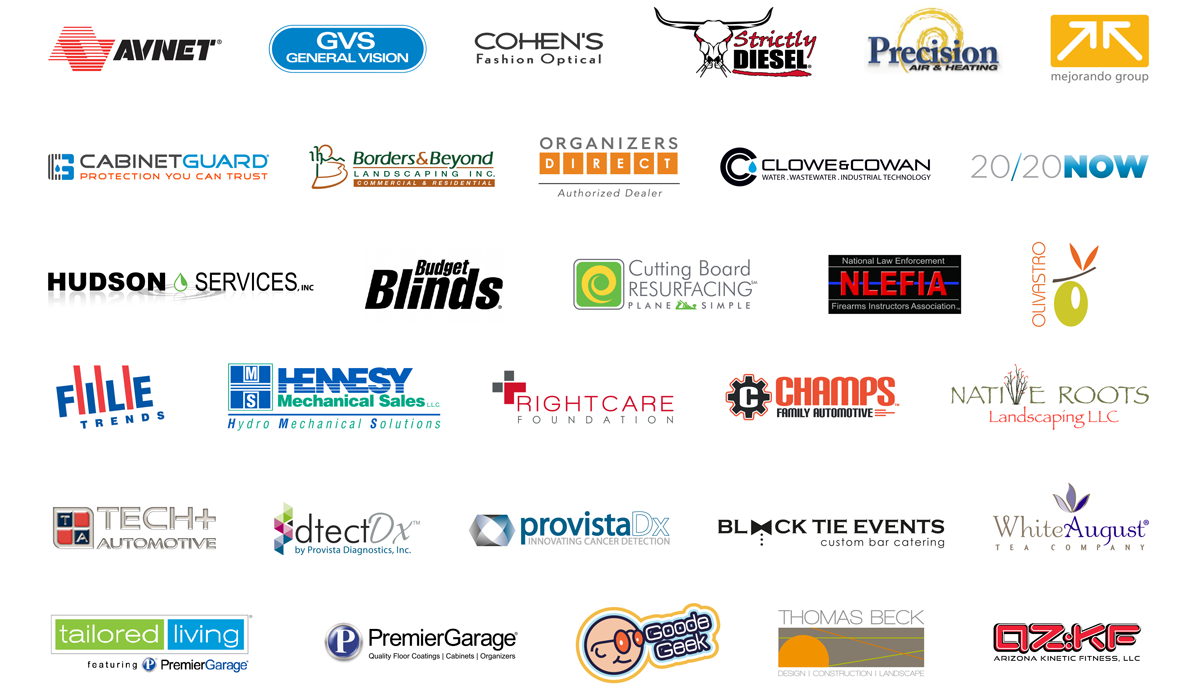 AVNET®
GVS
GENERAL VISION
COHEN'S
Fashion Optical
Strictly
DIESEL
Precision
AIR & HEATING
mejorando group
CABINETGUARD
PROTECTION YOU CAN TRUST
Borders&Beyond
LANDSCAPING INC.
COMMERCIAL & RESIDENTIAL
ORGANIZERS
DIRECT
Authorized Dealer
C
CLOWE&COWAN
WATER . WASTEWATER . INDUSTRIAL TECHNOLOGY
20/20NOW
HUDSON SERVICES, INC
Budget
Blinds®
Cutting Board
RESURFACING℠
PLANE SIMPLE
National Law Enforcement
NLEFIA
Firearms Instructors Association
OLIVASTRO
FIIILIE
TRENDS
M
S
HENNESY
Mechanical Sales L.L.C.
Hydro Mechanical Solutions
RIGHTCARE
FOUNDATION
C
CHAMPS™
FAMILY AUTOMOTIVE
NATIVE ROOTS
Landscaping LLC
T
A
TECH+
AUTOMOTIVE
dtectDx™
by Provista Diagnostics, Inc.
provistaDx
INNOVATING CANCER DETECTION
BLACK TIE EVENTS
custom bar catering
WhiteAugust®
TEA COMPANY
tailored living®
featuring P PremierGarage®
P
PremierGarage®
Quality Floor Coatings | Cabinets | Organizers
Goods
Geek
THOMAS BECK
DESIGN | CONSTRUCTION | LANDSCAPE
AZ:KF
ARIZONA KINETIC FITNESS, LLC